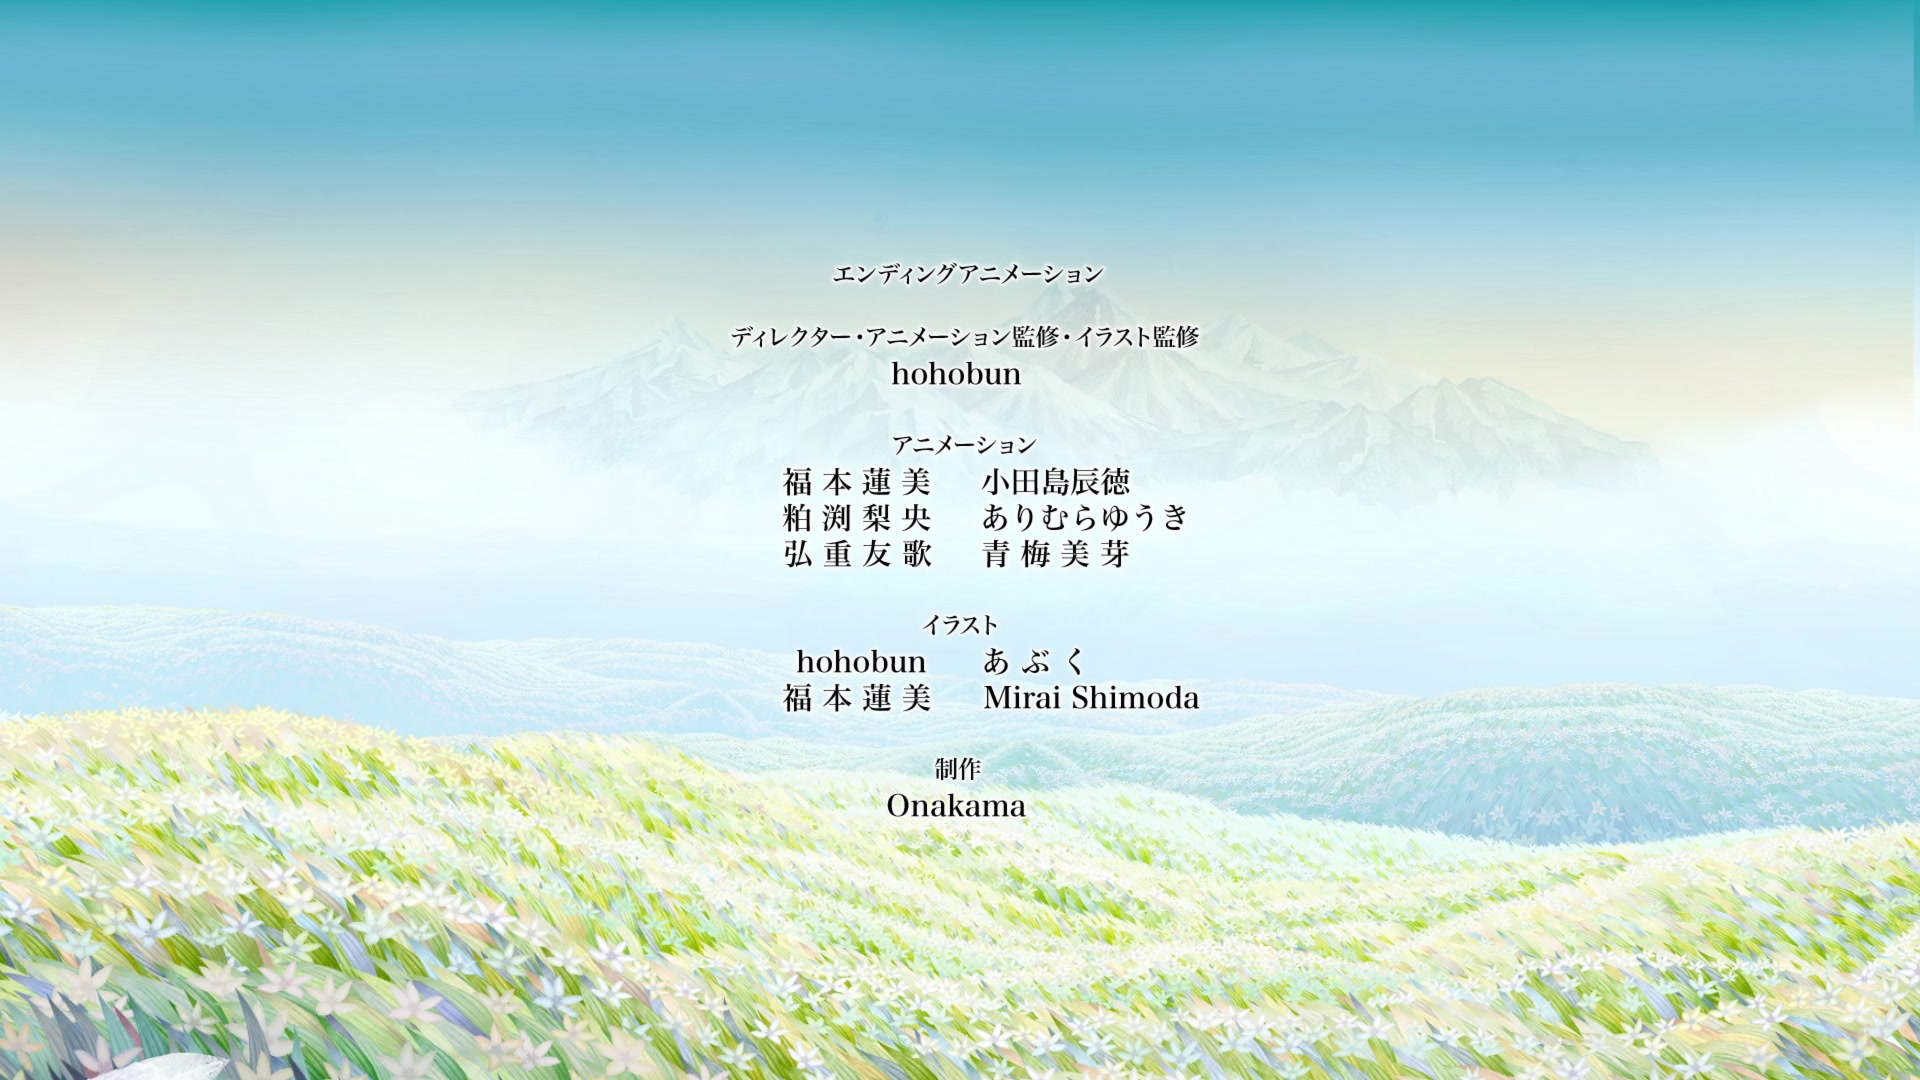 エンディングアニメーション
ディレクター・アニメーション監修・イラスト監修
hohobun
アニメーション
福本蓮美 小田島辰徳
粕渕梨央 ありむらゆうき
弘重友歌 青梅美芽
イラスト
hohobun あぶく
福本蓮美 Mirai Shimoda
制作
Onakama